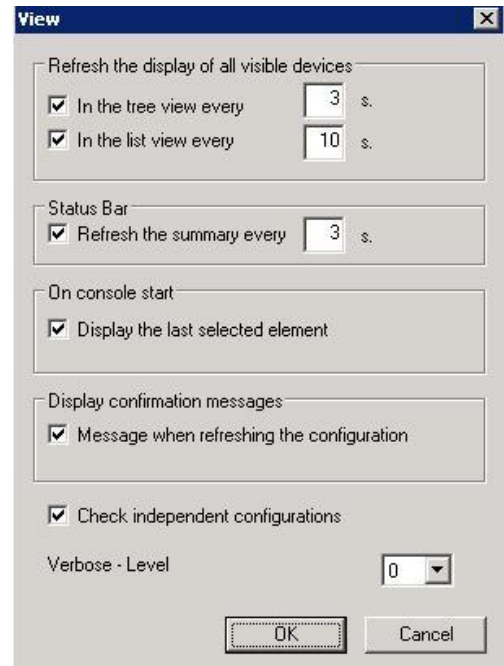 View
Refresh the display of all visible devices
In the tree view every 3 s.
In the list view every 10 s.
Status Bar
Refresh the summary every 3 s.
On console start
Display the last selected element
Display confirmation messages
Message when refreshing the configuration
Check independent configurations
Verbose - Level 0
OK Cancel